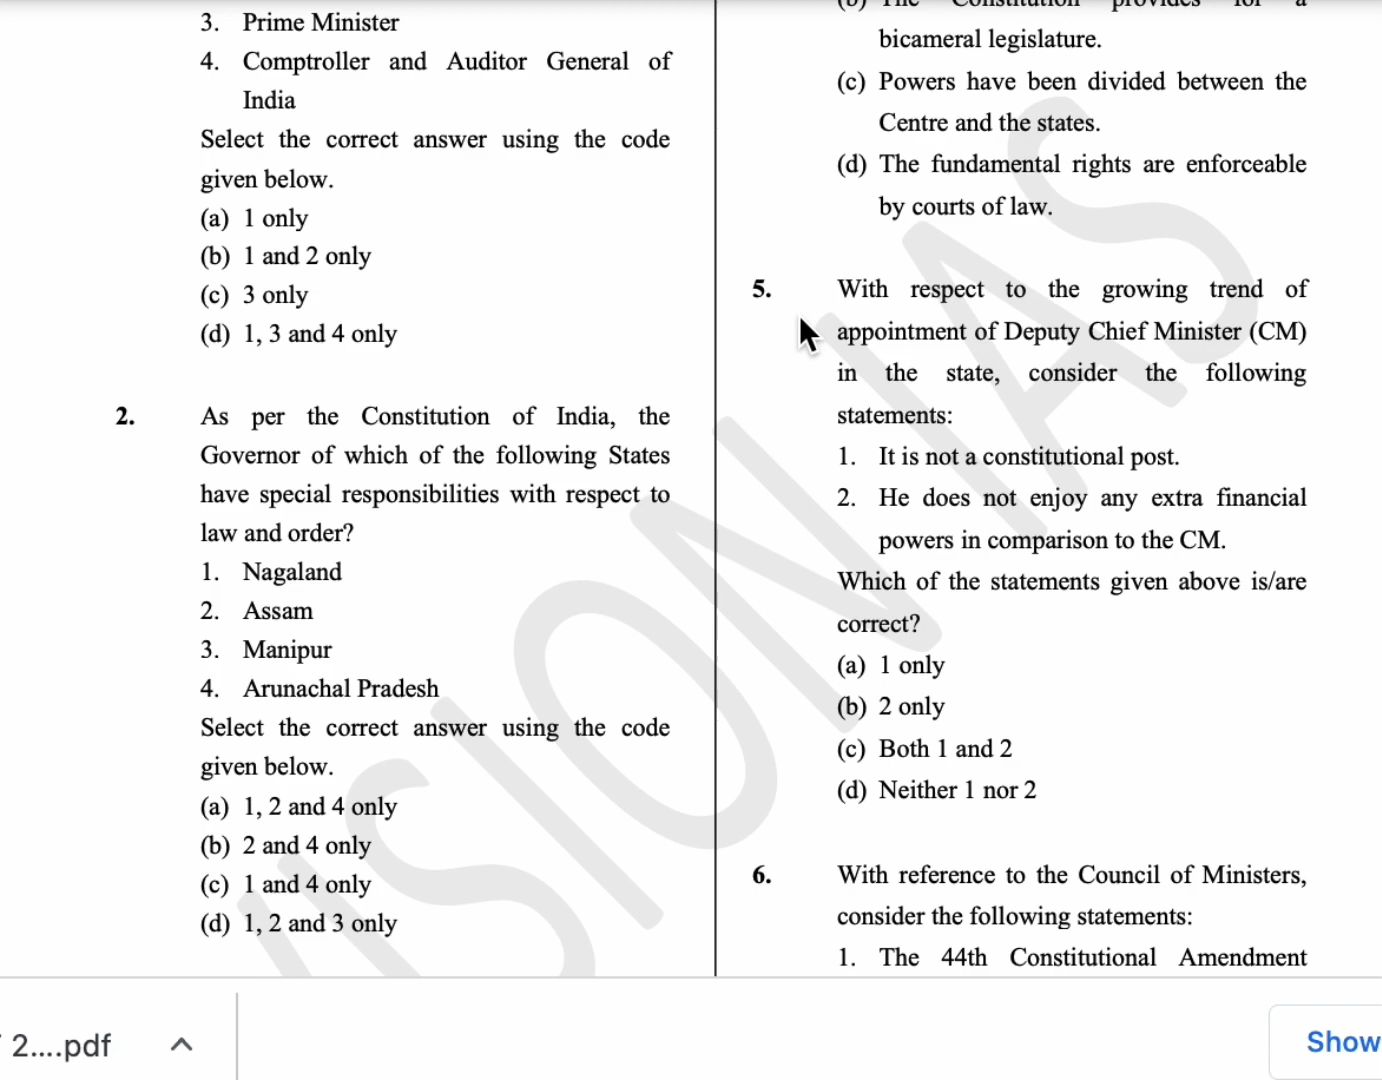 3. Prime Minister
4. Comptroller and Auditor General of
India
Select the correct answer using the code
given below.
(a) 1 only
(b) 1 and 2 only
(c) 3 only
(d) 1, 3 and 4 only
2. As per the Constitution of India, the
Governor of which of the following States
have special responsibilities with respect to
law and order?
1. Nagaland
2. Assam
3. Manipur
4. Arunachal Pradesh
Select the correct answer using the code
given below.
(a) 1, 2 and 4 only
(b) 2 and 4 only
(c) 1 and 4 only
(d) 1, 2 and 3 only
(b) The Constitution provides for a
bicameral legislature.
(c) Powers have been divided between the
Centre and the states.
(d) The fundamental rights are enforceable
by courts of law.
5. With respect to the growing trend of
appointment of Deputy Chief Minister (CM)
in the state, consider the following
statements:
1. It is not a constitutional post.
2. He does not enjoy any extra financial
powers in comparison to the CM.
Which of the statements given above is/are
correct?
(a) 1 only
(b) 2 only
(c) Both 1 and 2
(d) Neither 1 nor 2
6. With reference to the Council of Ministers,
consider the following statements:
1. The 44th Constitutional Amendment
VISION IAS
2....pdf
Show